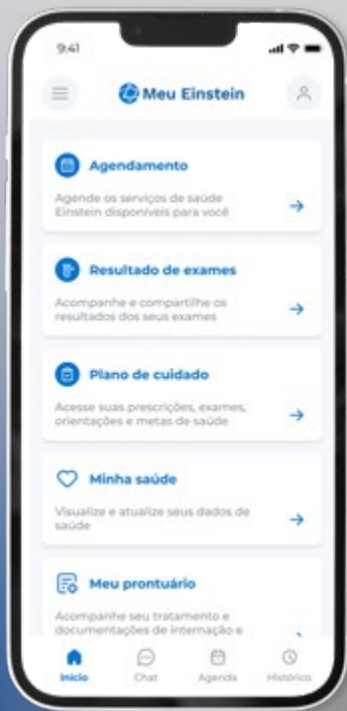 9:41
Meu Einstein
Agendamento
Agende os serviços de saúde
Einstein disponíveis para você
Resultado de exames
Acompanhe e compartilhe os
resultados dos seus exames
Plano de cuidado
Acesse suas prescrições, exames,
orientações e metas de saúde
Minha saúde
Visualize e atualize seus dados de
saúde
Meu prontuário
Acompanhe seu tratamento e
documentações de internação e
Início Chat Agenda Histórico